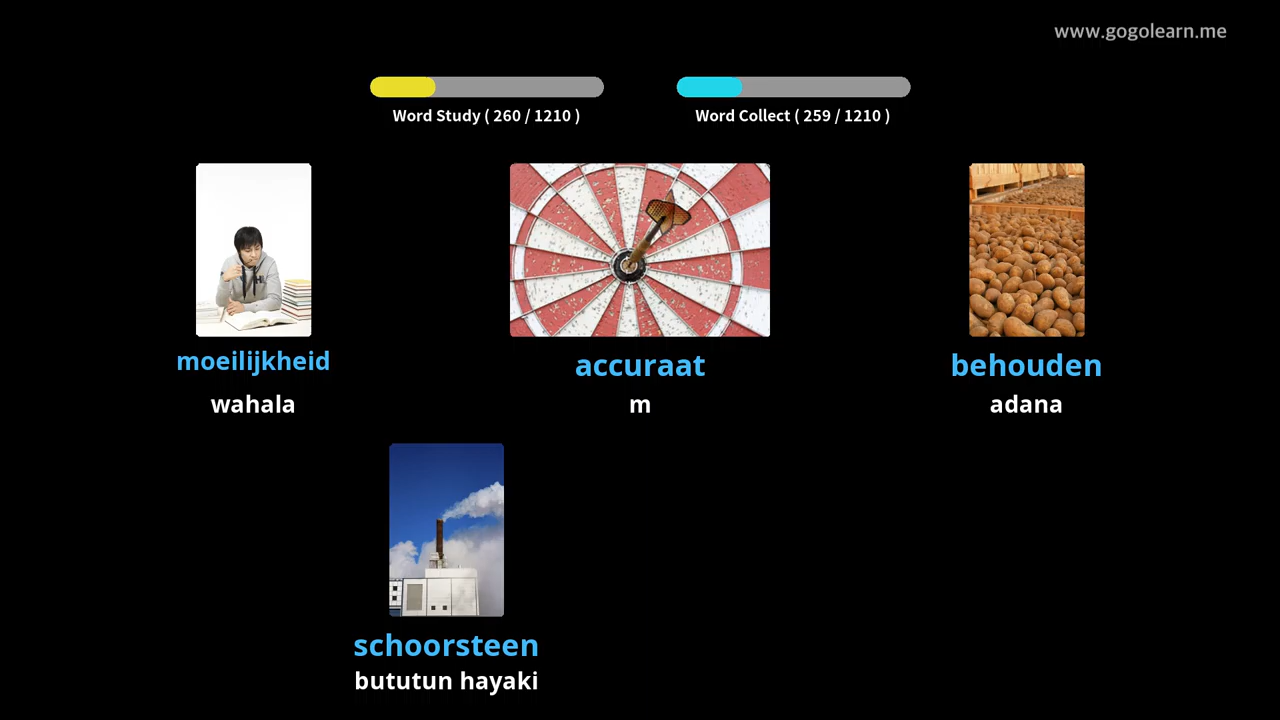 www.gogolearn.me
Word Study ( 260 / 1210 )
Word Collect ( 259 / 1210 )
moeilijkheid
wahala
accuraat
m
behouden
adana
schoorsteen
bututun hayaki